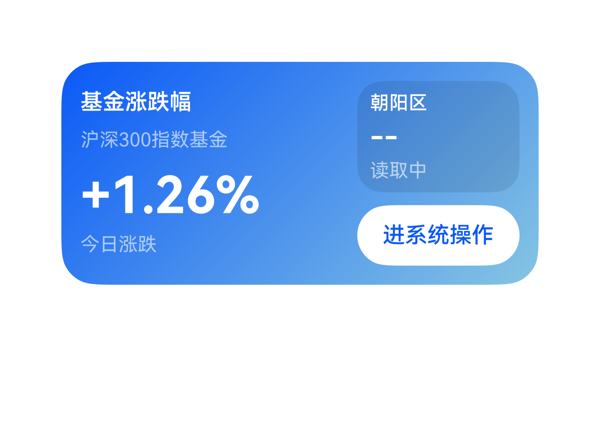 基金涨跌幅
沪深300指数基金
+1.26%
今日涨跌
朝阳区
--
读取中
进系统操作